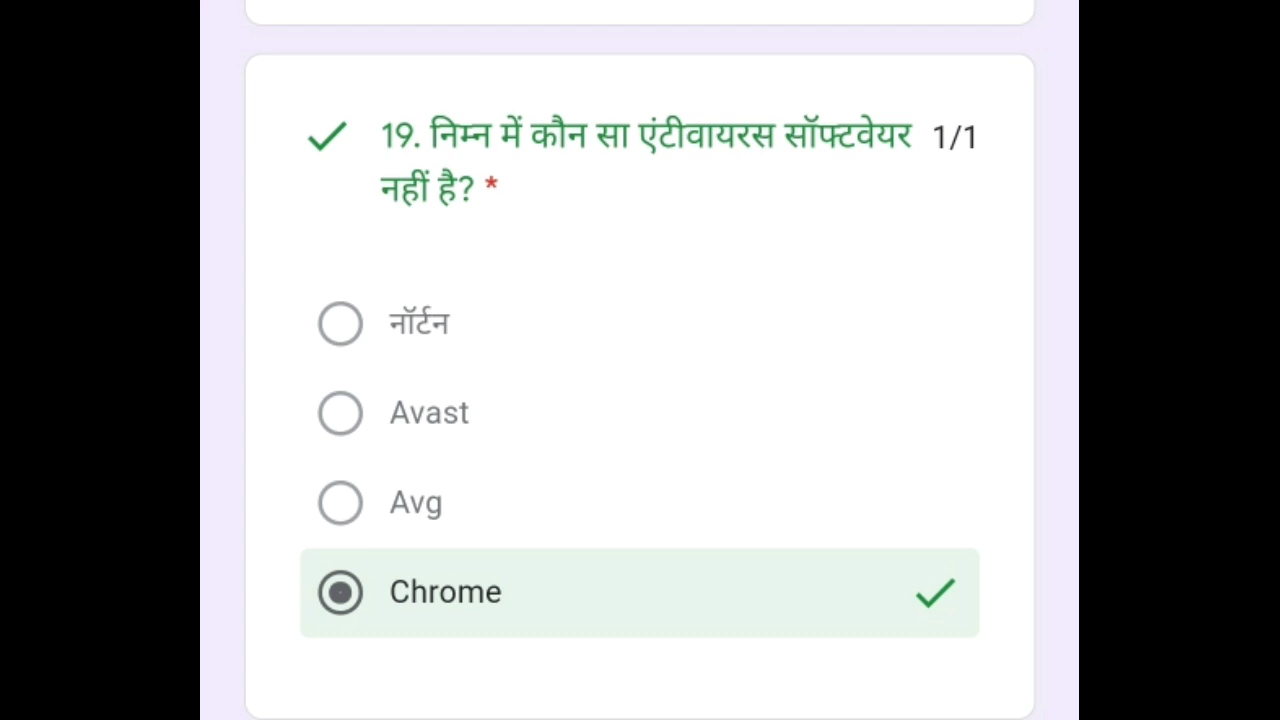 19. निम्न में कौन सा एंटीवायरस सॉफ्टवेयर 1/1
नहीं है? *
नॉर्टन
Avast
Avg
Chrome